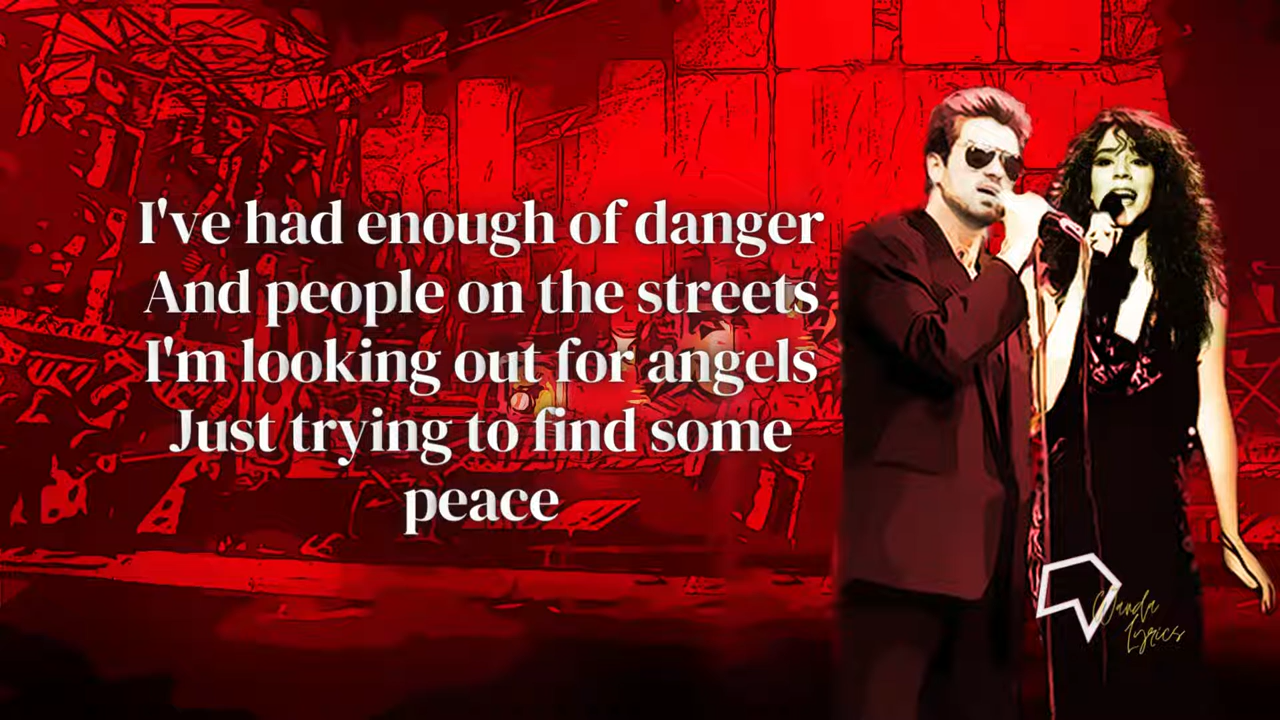 I've had enough of danger
And people on the streets
I'm looking out for angels
Just trying to find some
peace
Wanda
Lyrics